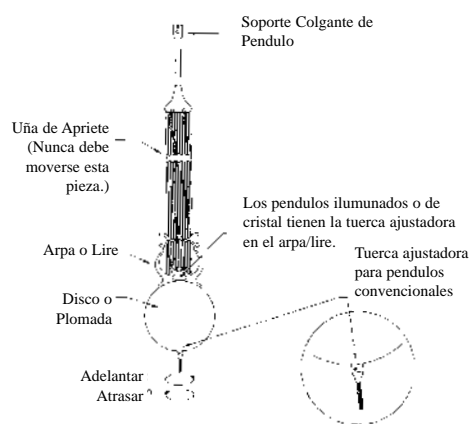 Soporte Colgante de
Pendulo
Uña de Apriete
(Nunca debe
moverse esta
pieza.)
Los pendulos ilumunados o de
cristal tienen la tuerca ajustadora
en el arpa/lire.
Arpa o Lire
Tuerca ajustadora
para pendulos
convencionales
Disco o
Plomada
Adelantar
Atrasar